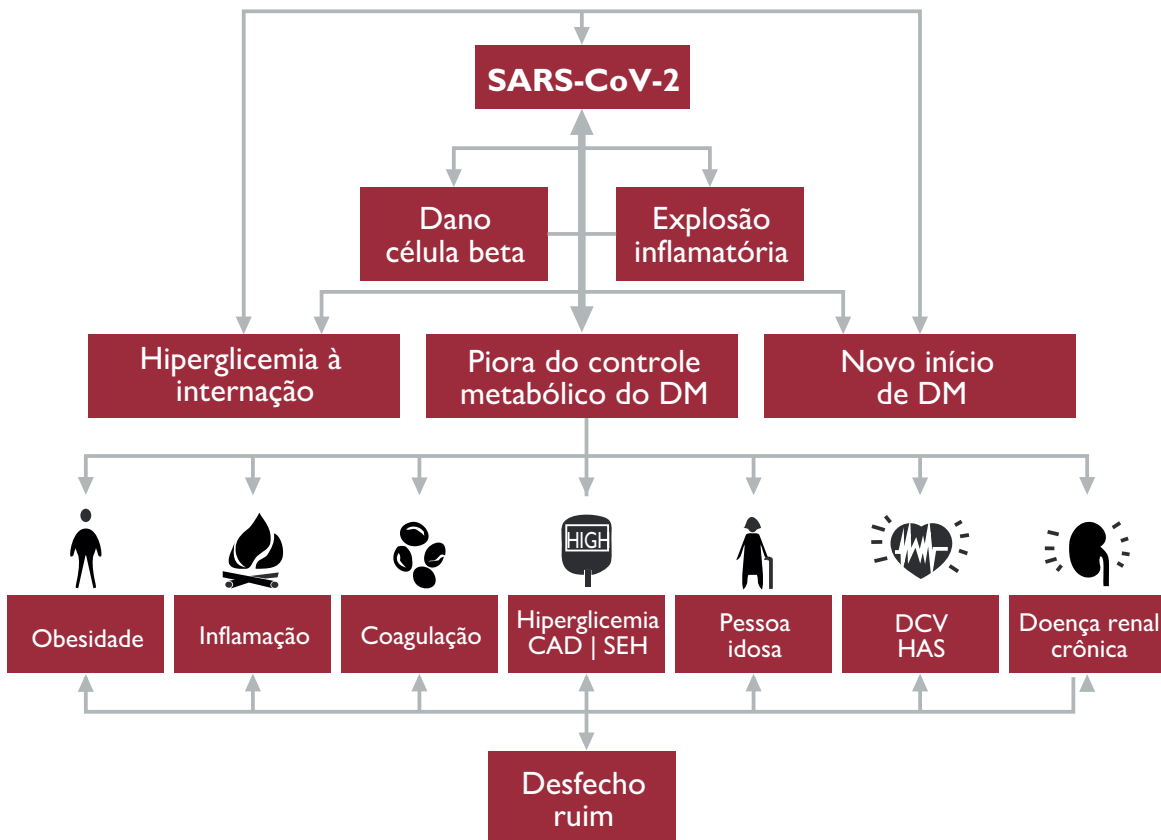 SARS-CoV-2
Dano
célula beta
Explosão
inflamatória
Hiperglicemia à
internação
Piora do controle
metabólico do DM
Novo início
de DM
HIGH
Obesidade
Inflamação
Coagulação
Hiperglicemia
CAD | SEH
Pessoa
idosa
DCV
HAS
Doença renal
crônica
Desfecho
ruim